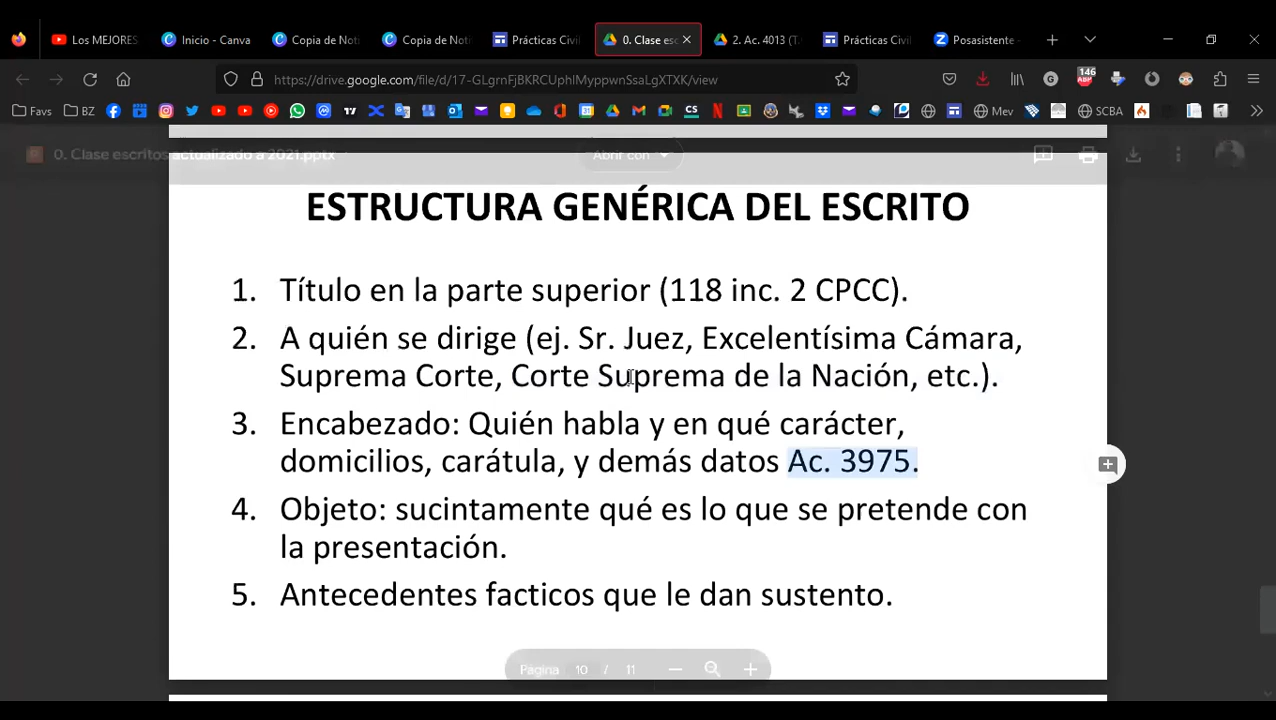 Los MEJORES
Inicio - Canva
Copia de Noti
Copia de Noti
Prácticas Civil
0. Clase esc
2. Ac. 4013 (T.
Prácticas Civil
Posasistente -
https://drive.google.com/file/d/17-GLgrnFjBKRCUphlMyppwnSsaLgXTXK/view
146
Favs
BZ
Mev
SCBA
0. Clase escritos actualizado a 2021.pptx
Abrir con
ESTRUCTURA GENÉRICA DEL ESCRITO
1. Título en la parte superior (118 inc. 2 CPCC).
2. A quién se dirige (ej. Sr. Juez, Excelentísima Cámara,
Suprema Corte, Corte Suprema de la Nación, etc.).
3. Encabezado: Quién habla y en qué carácter,
domicilios, carátula, y demás datos Ac. 3975.
4. Objeto: sucintamente qué es lo que se pretende con
la presentación.
5. Antecedentes facticos que le dan sustento.
Página 10 / 11